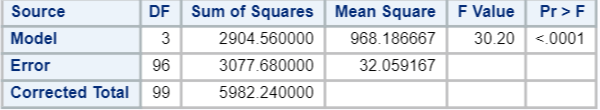 Source DF Sum of Squares Mean Square F Value Pr > F
Model 3 2904.560000 968.186667 30.20 <.0001
Error 96 3077.680000 32.059167
Corrected Total 99 5982.240000